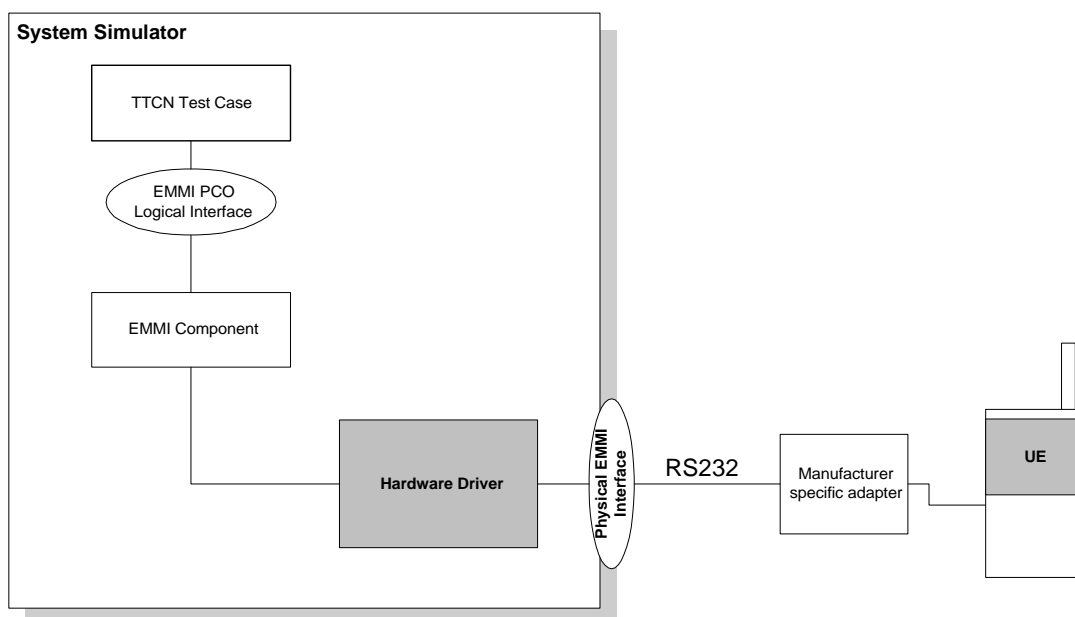 System Simulator
TTCN Test Case
EMMI PCO
Logical Interface
EMMI Component
Hardware Driver
Physical EMMI
Interface
RS232
Manufacturer
specific adapter
UE